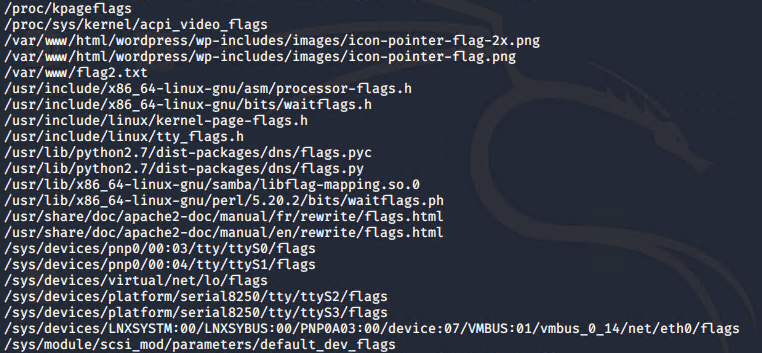 /proc/kpageflags
/proc/sys/kernel/acpi_video_flags
/var/www/html/wordpress/wp-includes/images/icon-pointer-flag-2x.png
/var/www/html/wordpress/wp-includes/images/icon-pointer-flag.png
/var/www/flag2.txt
/usr/include/x86_64-linux-gnu/asm/processor-flags.h
/usr/include/x86_64-linux-gnu/bits/waitflags.h
/usr/include/linux/kernel-page-flags.h
/usr/include/linux/tty_flags.h
/usr/lib/python2.7/dist-packages/dns/flags.pyc
/usr/lib/python2.7/dist-packages/dns/flags.py
/usr/lib/x86_64-linux-gnu/samba/libflag-mapping.so.0
/usr/lib/x86_64-linux-gnu/perl/5.20.2/bits/waitflags.ph
/usr/share/doc/apache2-doc/manual/fr/rewrite/flags.html
/usr/share/doc/apache2-doc/manual/en/rewrite/flags.html
/sys/devices/pnp0/00:03/tty/ttyS0/flags
/sys/devices/pnp0/00:04/tty/ttyS1/flags
/sys/devices/virtual/net/lo/flags
/sys/devices/platform/serial8250/tty/ttyS2/flags
/sys/devices/platform/serial8250/tty/ttyS3/flags
/sys/devices/LNXSYSTM:00/LNXSYBUS:00/PNP0A03:00/device:07/VMBUS:01/vmbus_0_14/net/eth0/flags
/sys/module/scsi_mod/parameters/default_dev_flags